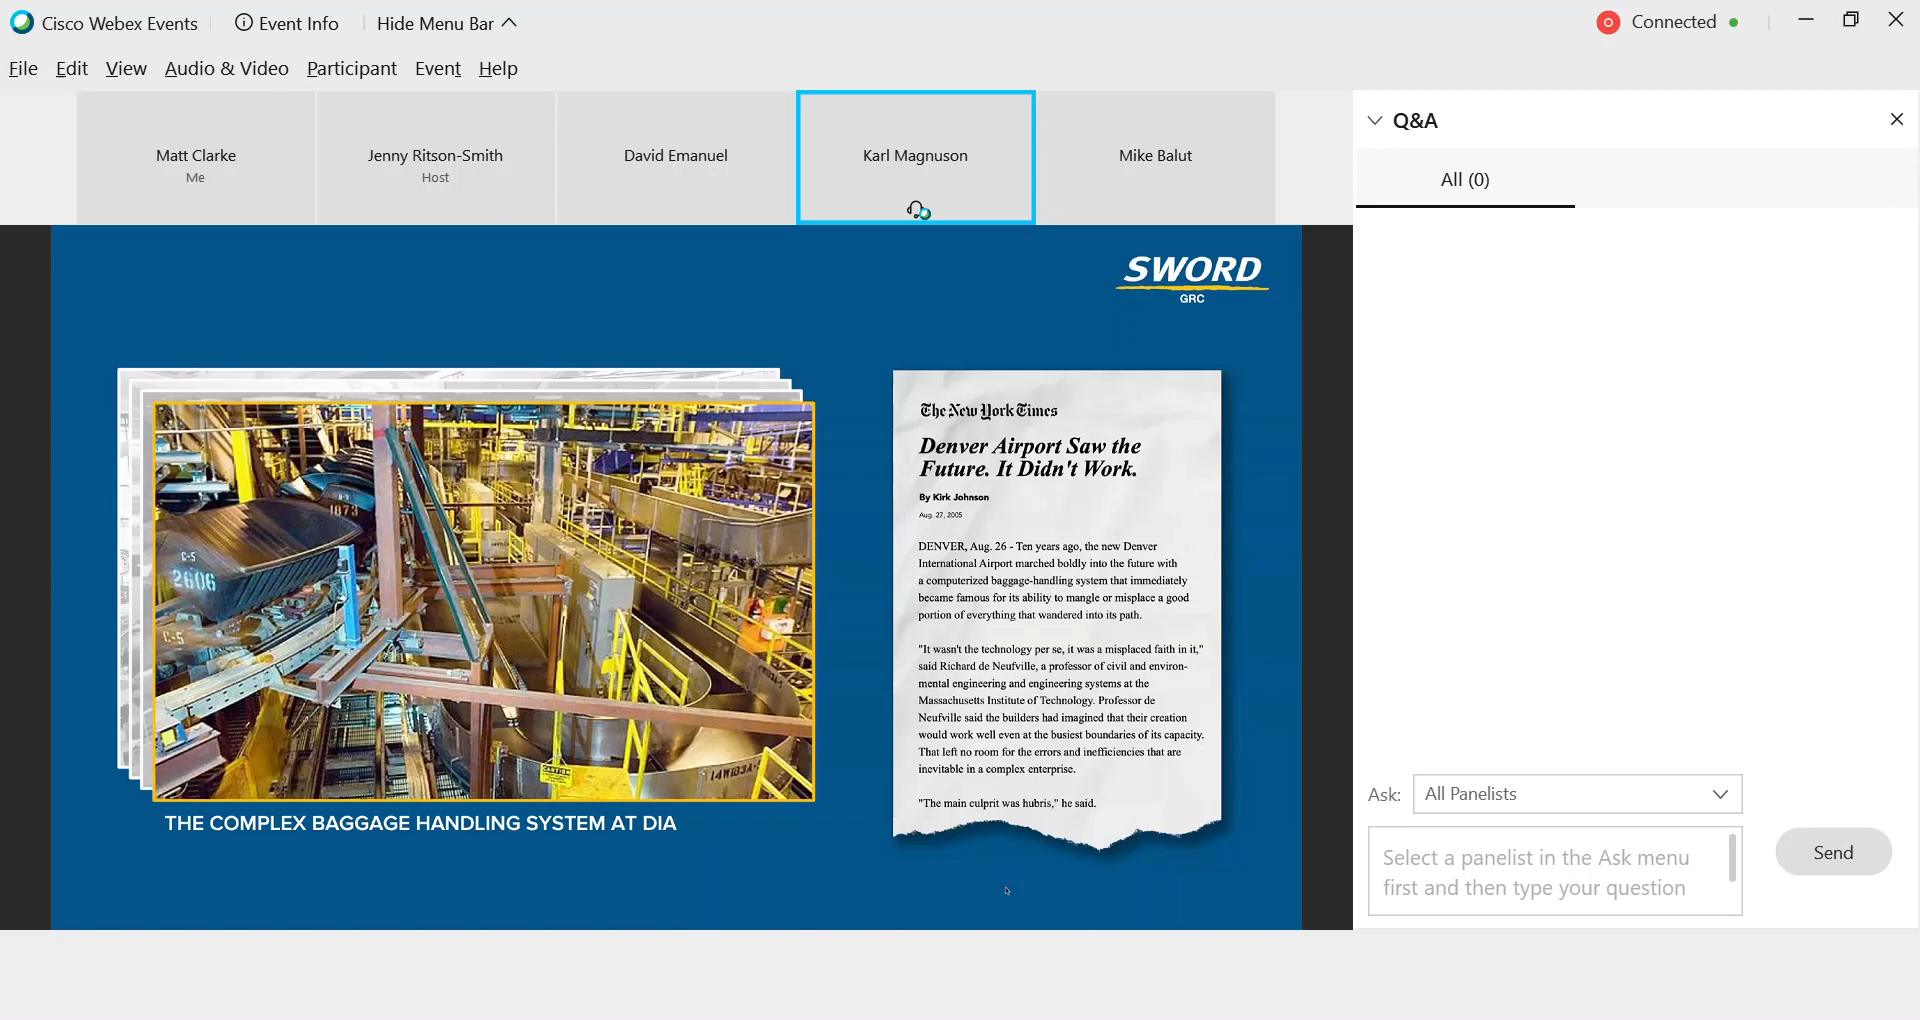 Cisco Webex Events
Event Info
Hide Menu Bar
Connected
File Edit View Audio & Video Participant Event Help
Matt Clarke
Me
Jenny Ritson-Smith
Host
David Emanuel
Karl Magnuson
Mike Balut
Q&A
All (0)
SWORD
GRC
C-5
2606
C-5
1873
CAUTION
THE COMPLEX BAGGAGE HANDLING SYSTEM AT DIA
The New York Times
Denver Airport Saw the
Future. It Didn't Work.
By Kirk Johnson
Aug. 27, 2005
DENVER, Aug. 26 - Ten years ago, the new Denver
International Airport marched boldly into the future with
a computerized baggage-handling system that immediately
became famous for its ability to mangle or misplace a good
portion of everything that wandered into its path.
"It wasn't the technology per se, it was a misplaced faith in it,"
said Richard de Neufville, a professor of civil and environ-
mental engineering and engineering systems at the
Massachusetts Institute of Technology. Professor de
Neufville said the builders had imagined that their creation
would work well even at the busiest boundaries of its capacity.
That left no room for the errors and inefficiencies that are
inevitable in a complex enterprise.
"The main culprit was hubris," he said.
Ask: All Panelists
Select a panelist in the Ask menu
first and then type your question
Send